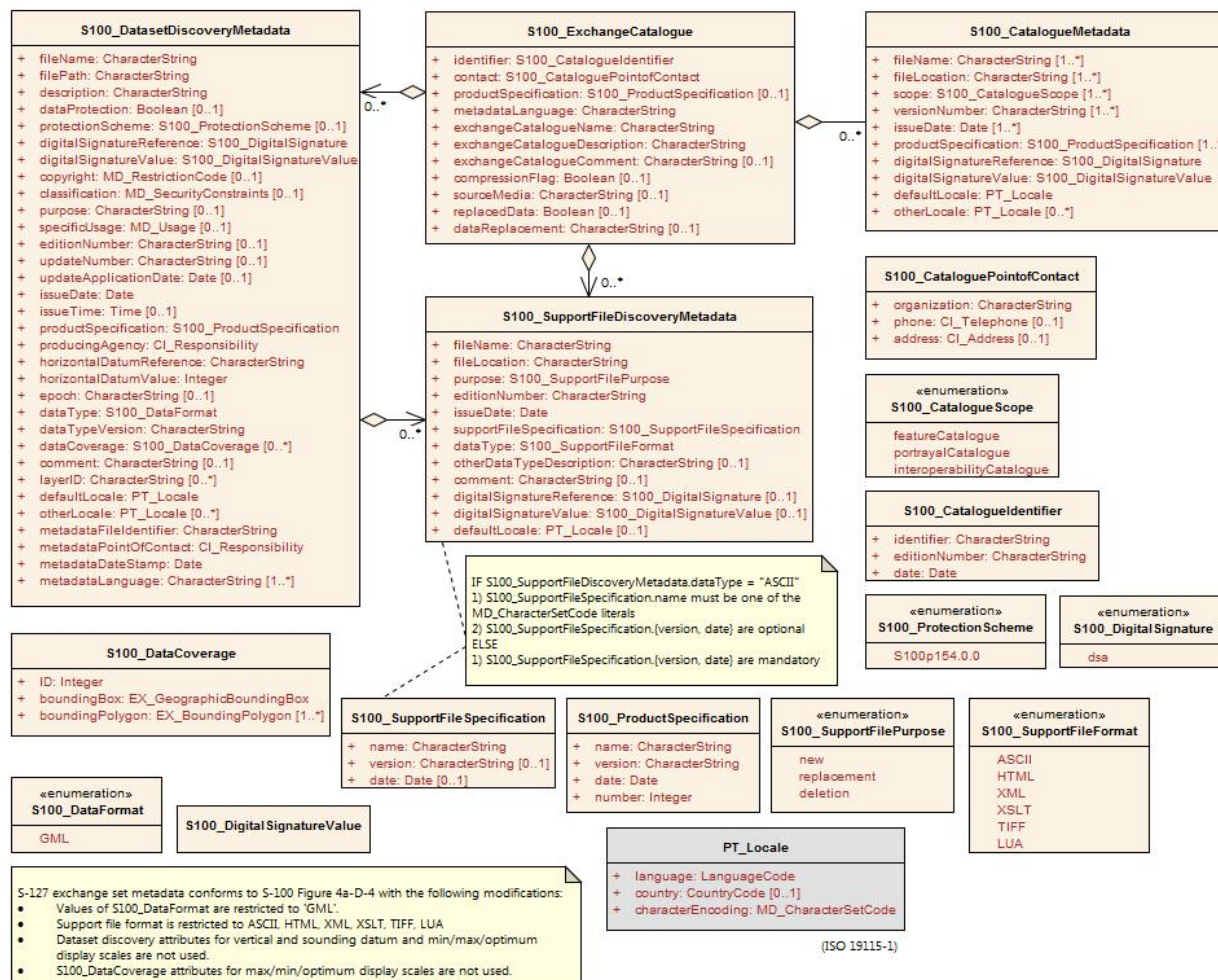 S100_DatasetDiscoveryMetadata
+ fileName: CharacterString
+ filePath: CharacterString
+ description: CharacterString
+ dataProtection: Boolean [0..1]
+ protectionScheme: S100_ProtectionScheme [0..1]
+ digitalSignatureReference: S100_DigitalSignature
+ digitalSignatureValue: S100_DigitalSignatureValue
+ copyright: MD_RestrictionCode [0..1]
+ classification: MD_SecurityConstraints [0..1]
+ purpose: CharacterString [0..1]
+ specificUsage: MD_Usage [0..1]
+ editionNumber: CharacterString [0..1]
+ updateNumber: CharacterString [0..1]
+ updateApplicationDate: Date [0..1]
+ issueDate: Date
+ issueTime: Time [0..1]
+ productSpecification: S100_ProductSpecification
+ producingAgency: CI_Responsibility
+ horizontalDatumReference: CharacterString
+ horizontalDatumValue: Integer
+ epoch: CharacterString [0..1]
+ dataType: S100_DataFormat
+ dataTypeVersion: CharacterString
+ dataCoverage: S100_DataCoverage [0..*]
+ comment: CharacterString [0..1]
+ layerID: CharacterString [0..*]
+ defaultLocale: PT_Locale
+ otherLocale: PT_Locale [0..*]
+ metadataFileIdentifier: CharacterString
+ metadataPointOfContact: CI_Responsibility
+ metadataDateStamp: Date
+ metadataLanguage: CharacterString [1..*]
0..*
S100_ExchangeCatalogue
+ identifier: S100_CatalogueIdentifier
+ contact: S100_CataloguePointofContact
+ productSpecification: S100_ProductSpecification [0..1]
+ metadataLanguage: CharacterString
+ exchangeCatalogueName: CharacterString
+ exchangeCatalogueDescription: CharacterString
+ exchangeCatalogueComment: CharacterString [0..1]
+ compressionFlag: Boolean [0..1]
+ sourceMedia: CharacterString [0..1]
+ replacedData: Boolean [0..1]
+ dataReplacement: CharacterString [0..1]
0..*
S100_CatalogueMetadata
+ fileName: CharacterString [1..*]
+ fileLocation: CharacterString [1..*]
+ scope: S100_CatalogueScope [1..*]
+ versionNumber: CharacterString [1..*]
+ issueDate: Date [1..*]
+ productSpecification: S100_ProductSpecification [1..
+ digitalSignatureReference: S100_DigitalSignature
+ digitalSignatureValue: S100_DigitalSignatureValue
+ defaultLocale: PT_Locale
+ otherLocale: PT_Locale [0..*]
0..*
S100_SupportFileDiscoveryMetadata
+ fileName: CharacterString
+ fileLocation: CharacterString
+ purpose: S100_SupportFilePurpose
+ editionNumber: CharacterString
+ issueDate: Date
+ supportFileSpecification: S100_SupportFileSpecification
+ dataType: S100_SupportFileFormat
+ otherDataTypeDescription: CharacterString [0..1]
+ comment: CharacterString [0..1]
+ digitalSignatureReference: S100_DigitalSignature [0..1]
+ digitalSignatureValue: S100_DigitalSignatureValue [0..1]
+ defaultLocale: PT_Locale [0..1]
0..*
S100_CataloguePointofContact
+ organization: CharacterString
+ phone: CI_Telephone [0..1]
+ address: CI_Address [0..1]
«enumeration»
S100_CatalogueScope
featureCatalogue
portrayalCatalogue
interoperabilityCatalogue
S100_CatalogueIdentifier
+ identifier: CharacterString
+ editionNumber: CharacterString
+ date: Date
IF S100_SupportFileDiscoveryMetadata.dataType = "ASCII"
1) S100_SupportFileSpecification.name must be one of the
MD_CharacterSetCode literals
2) S100_SupportFileSpecification.{version, date} are optional
ELSE
1) S100_SupportFileSpecification.{version, date} are mandatory
«enumeration»
S100_ProtectionScheme
S100p154.0.0
«enumeration»
S100_DigitalSignature
dsa
S100_DataCoverage
+ ID: Integer
+ boundingBox: EX_GeographicBoundingBox
+ boundingPolygon: EX_BoundingPolygon [1..*]
S100_SupportFileSpecification
+ name: CharacterString
+ version: CharacterString [0..1]
+ date: Date [0..1]
S100_ProductSpecification
+ name: CharacterString
+ version: CharacterString
+ date: Date
+ number: Integer
«enumeration»
S100_SupportFilePurpose
new
replacement
deletion
«enumeration»
S100_SupportFileFormat
ASCII
HTML
XML
XSLT
TIFF
LUA
«enumeration»
S100_DataFormat
GML
S100_DigitalSignatureValue
PT_Locale
+ language: LanguageCode
+ country: CountryCode [0..1]
+ characterEncoding: MD_CharacterSetCode
(ISO 19115-1)
S-127 exchange set metadata conforms to S-100 Figure 4a-D-4 with the following modifications:
• Values of S100_DataFormat are restricted to 'GML'.
• Support file format is restricted to ASCII, HTML, XML, XSLT, TIFF, LUA
• Dataset discovery attributes for vertical and sounding datum and min/max/optimum
display scales are not used.
• S100_DataCoverage attributes for max/min/optimum display scales are not used.